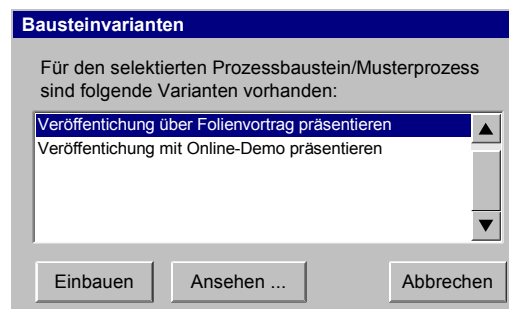 Bausteinvarianten
Für den selektierten Prozessbaustein/Musterprozess
sind folgende Varianten vorhanden:
Veröffentichung über Folienvortrag präsentieren
Veröffentichung mit Online-Demo präsentieren
Einbauen Ansehen ... Abbrechen